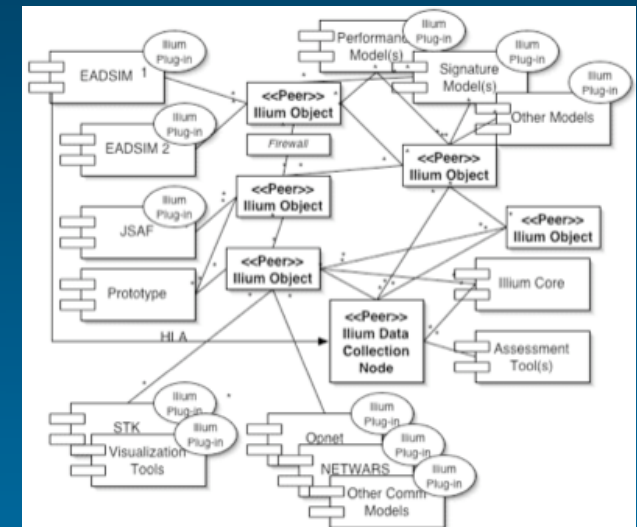 Ilium
Plug-in
EADSIM 1
Ilium
Plug-in
EADSIM 2
Ilium
Plug-in
JSAF
Prototype
HLA
<<Peer>>
Ilium Object
Firewall
<<Peer>>
Ilium Object
<<Peer>>
Ilium Object
Ilium
Plug-in
Performan
Model(s)
Ilium
Plug-in
Signature
Model(s)
Ilium
Plug-in
Other Models
<<Peer>>
Ilium Object
<<Peer>>
Ilium Object
Illium Core
<<Peer>>
Ilium Data
Collection
Node
Assessment
Tool(s)
Ilium
Plug-in
STK
Ilium
Plug-in
Visualization
Tools
Ilium
Plug-in
Opnet
Ilium
Plug-in
NETWARS
Ilium
Plug-in
Other Comm
Models